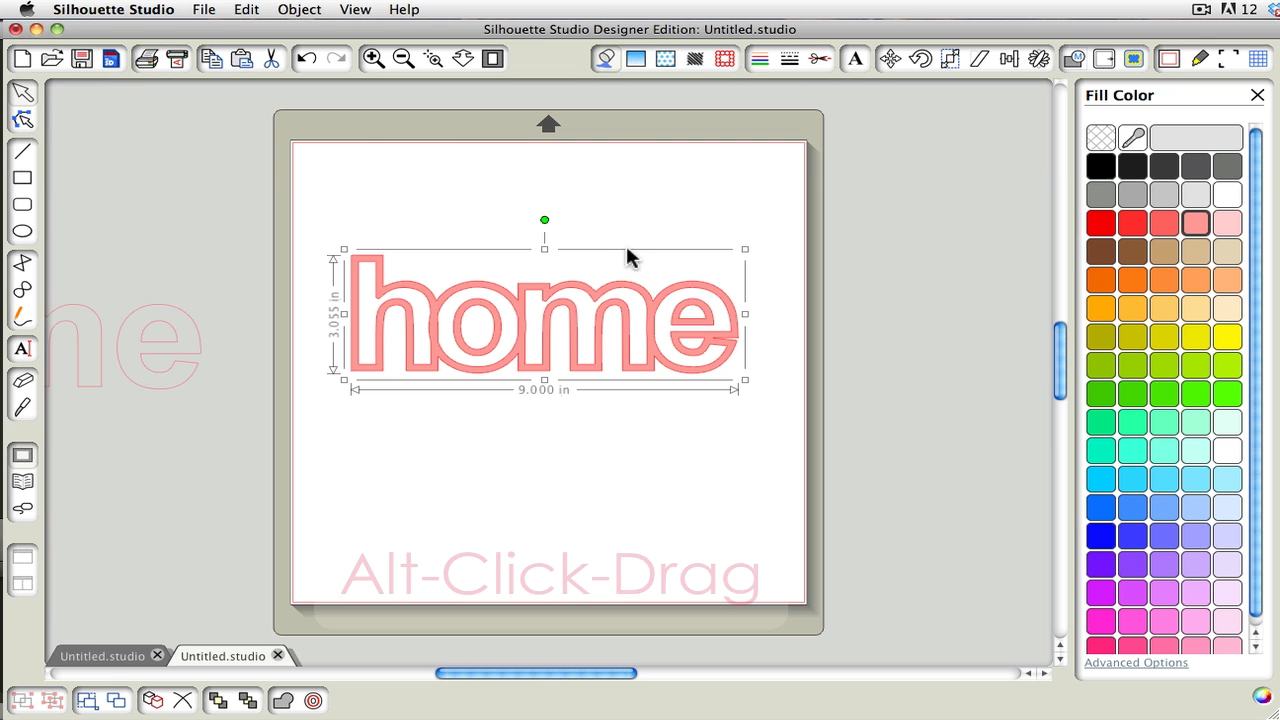 Silhouette Studio File Edit Object View Help 12
Silhouette Studio Designer Edition: Untitled.studio
A
Fill Color
A
home
me
3.055 in
9.000 in
Alt-Click-Drag
Untitled.studio Untitled.studio
Advanced Options